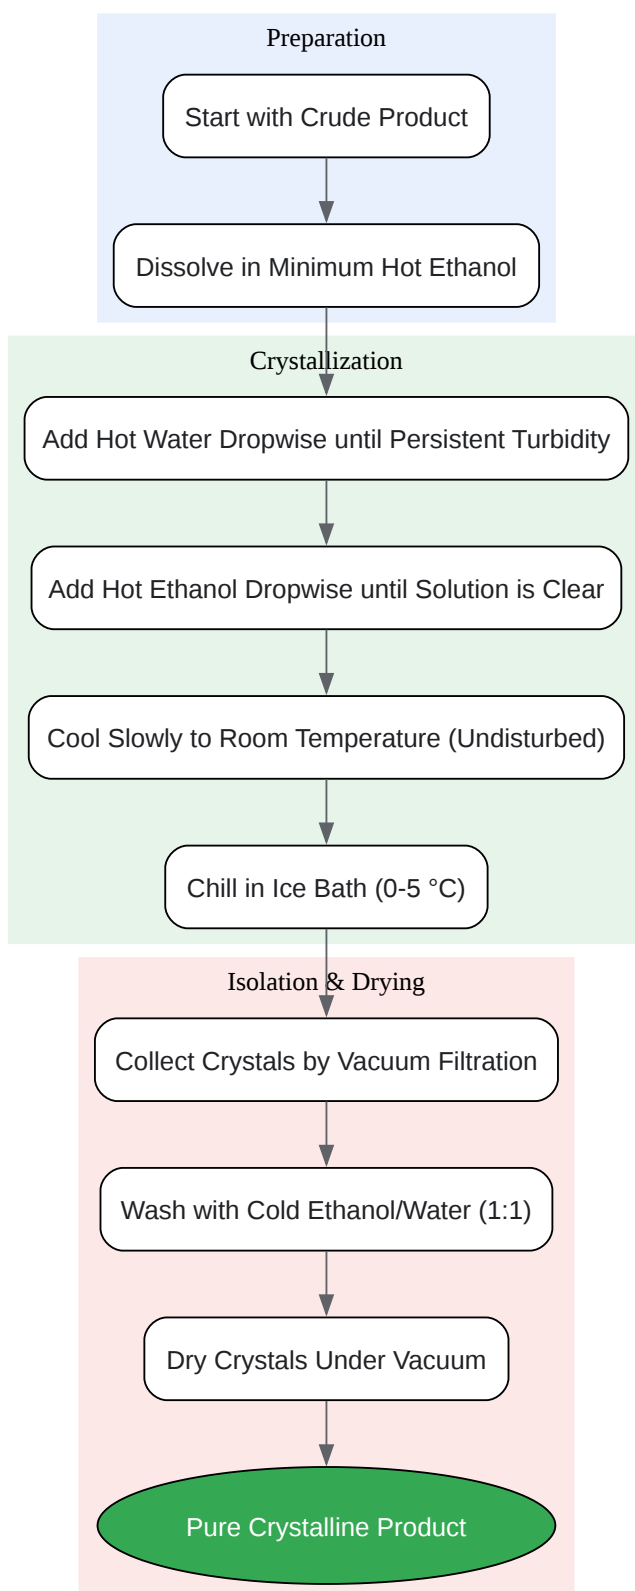 Preparation
Start with Crude Product
Dissolve in Minimum Hot Ethanol
Crystallization
Add Hot Water Dropwise until Persistent Turbidity
Add Hot Ethanol Dropwise until Solution is Clear
Cool Slowly to Room Temperature (Undisturbed)
Chill in Ice Bath (0-5 °C)
Isolation & Drying
Collect Crystals by Vacuum Filtration
Wash with Cold Ethanol/Water (1:1)
Dry Crystals Under Vacuum
Pure Crystalline Product